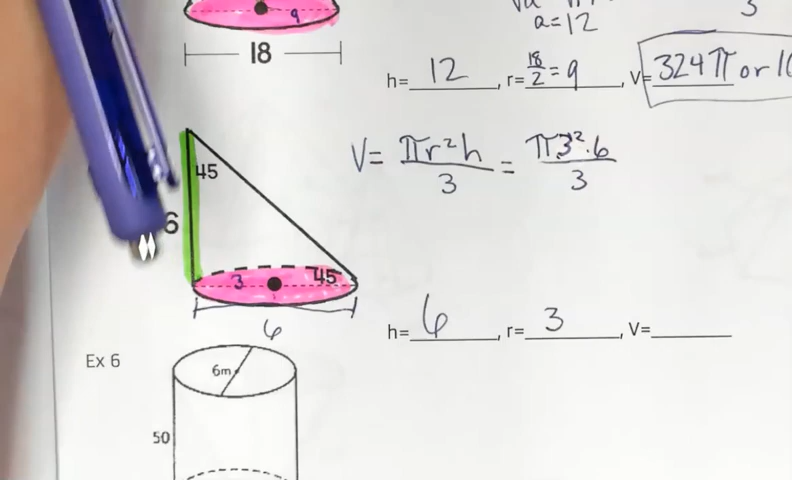 9
a=12
3
18
h= 12 , r= 18/2 = 9 , V= 324π or
45
V= πr²h/3 = π3²·6/3
6
3 45
6
h= 6 , r= 3 , V=
Ex 6
6m
50